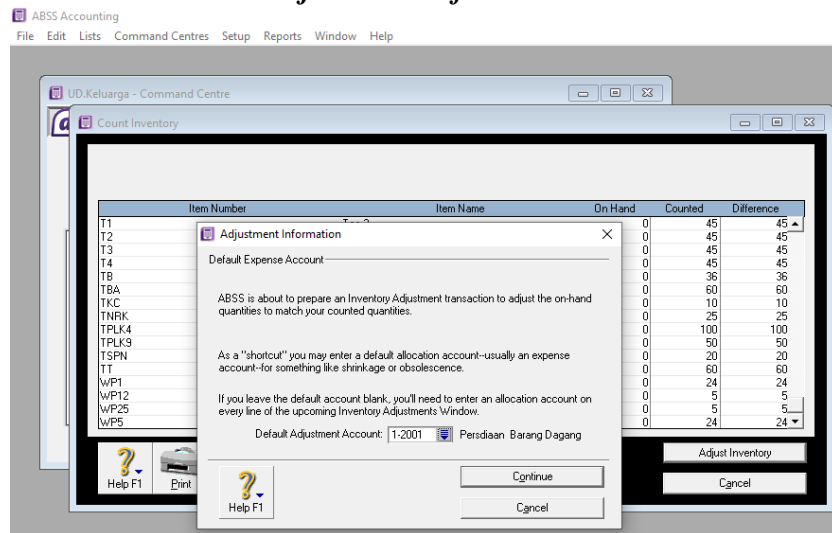 ABSS Accounting
File Edit Lists Command Centres Setup Reports Window Help
UD.Keluarga - Command Centre
Count Inventory
Item Number Item Name On Hand Counted Difference
T1 0 45 45
T2 0 45 45
T3 0 45 45
T4 0 45 45
TB 0 36 36
TBA 0 60 60
TKC 0 10 10
TNRK 0 25 25
TPLK4 0 100 100
TPLK9 0 50 50
TSPN 0 20 20
TT 0 60 60
WP1 0 24 24
WP12 0 5 5
WP25 0 5 5
WP5 0 24 24
Adjustment Information
Default Expense Account
ABSS is about to prepare an Inventory Adjustment transaction to adjust the on-hand
quantities to match your counted quantities.
As a "shortcut" you may enter a default allocation account--usually an expense
account--for something like shrinkage or obsolescence.
If you leave the default account blank, you'll need to enter an allocation account on
every line of the upcoming Inventory Adjustments Window.
Default Adjustment Account: 1-2001 Persdiaan Barang Dagang
Help F1
Continue
Cancel
Help F1
Print
Adjust Inventory
Cancel